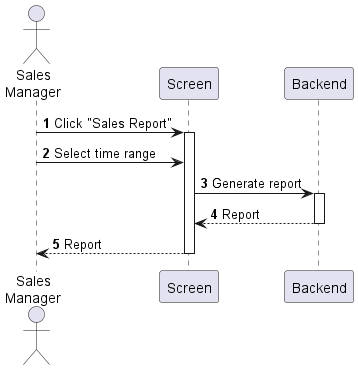 Sales
Manager
Screen
Backend
1 Click "Sales Report"
2 Select time range
3 Generate report
4 Report
5 Report
Sales
Manager
Screen
Backend